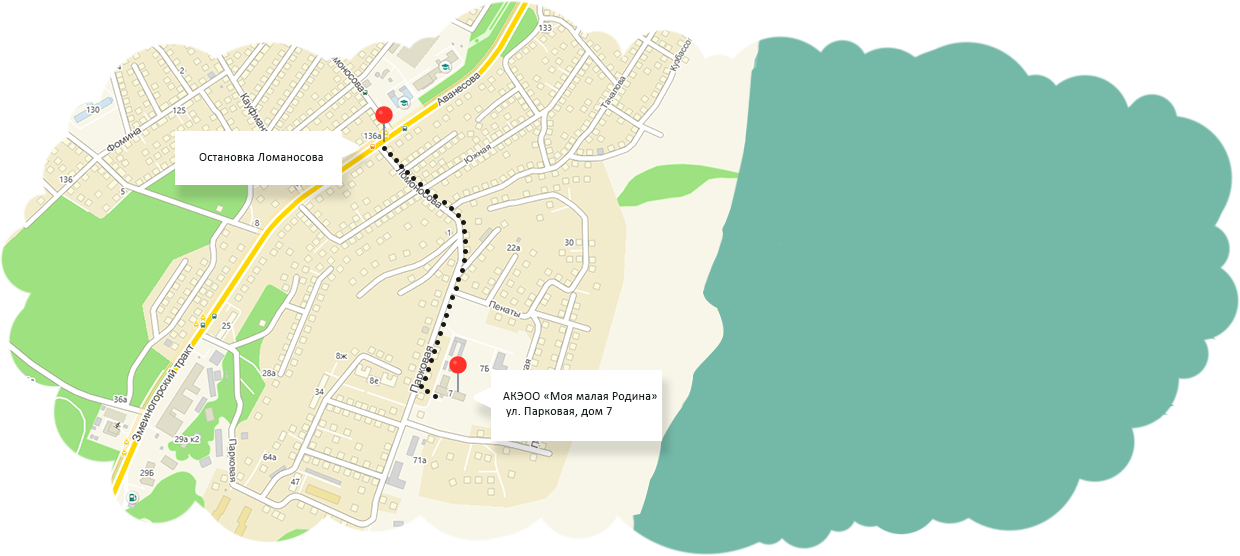 133
Ломоносова
Аванесова
Кузбасс
Тачалова
2
130
125
Кауфман
Фомина
136а
Остановка Ломаносова
Южная
Ломоносова
136
5
8
1
22а
30
Пенаты
25
8ж
8е
28а
34
Парковая
7Б
7
АКЭОО «Моя малая Родина»
ул. Парковая, дом 7
36а
Змеиногорский тракт
29а к2
Парковая
29Б
64а
47
71а